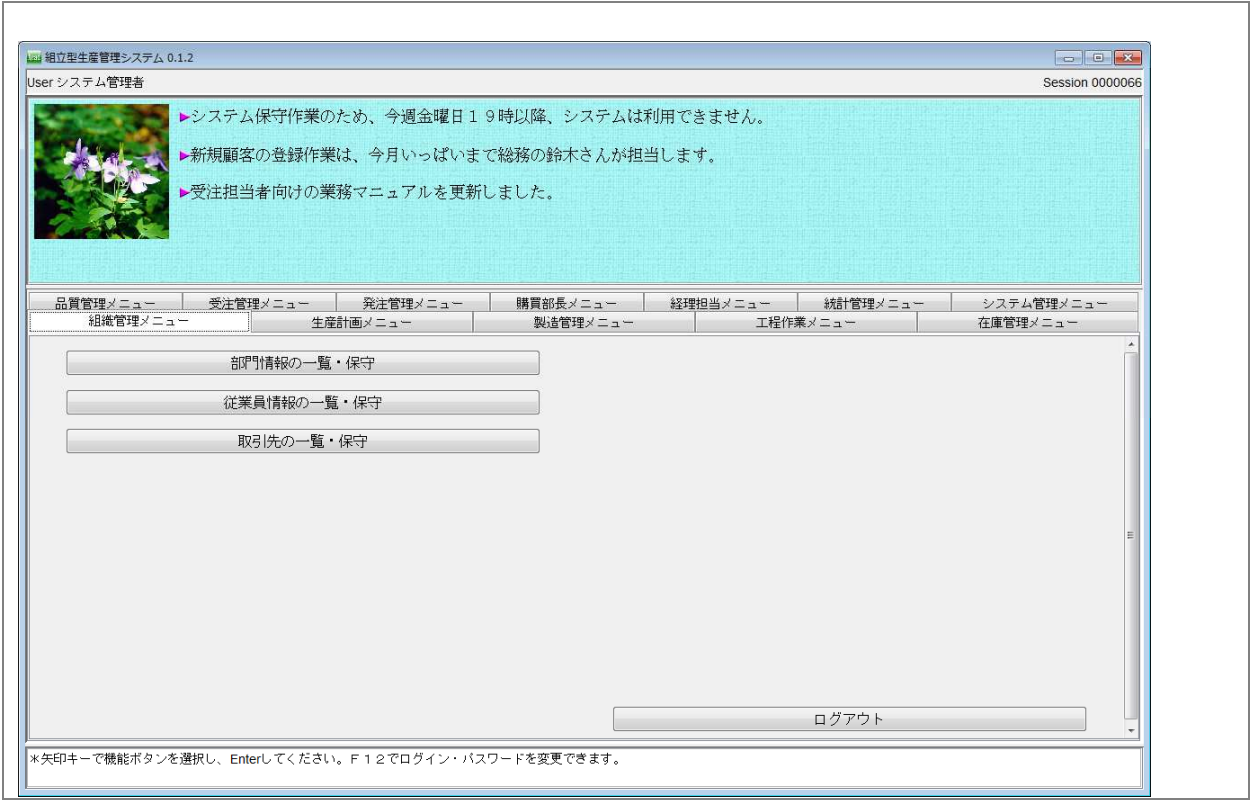 組立型生産管理システム 0.1.2
User システム管理者 Session 0000066
▶システム保守作業のため、今週金曜日１９時以降、システムは利用できません。
▶新規顧客の登録作業は、今月いっぱいまで総務の鈴木さんが担当します。
▶受注担当者向けの業務マニュアルを更新しました。
品質管理メニュー 受注管理メニュー 発注管理メニュー 購買部長メニュー 経理担当メニュー 統計管理メニュー システム管理メニュー
組織管理メニュー 生産計画メニュー 製造管理メニュー 工程作業メニュー 在庫管理メニュー
部門情報の一覧・保守
従業員情報の一覧・保守
取引先の一覧・保守
ログアウト
＊矢印キーで機能ボタンを選択し、Enterしてください。Ｆ１２でログイン・パスワードを変更できます。